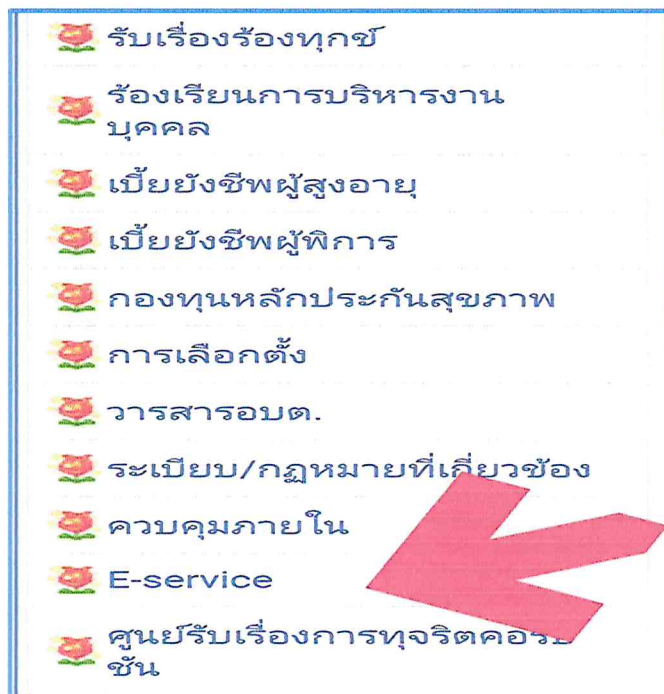 รับเรื่องร้องทุกข์
ร้องเรียนการบริหารงาน
บุคคล
เบี้ยยังชีพผู้สูงอายุ
เบี้ยยังชีพผู้พิการ
กองทุนหลักประกันสุขภาพ
การเลือกตั้ง
วารสารอบต.
ระเบียบ/กฎหมายที่เกี่ยวข้อง
ควบคุมภายใน
E-service
ศูนย์รับเรื่องการทุจริตคอรัป
ชัน